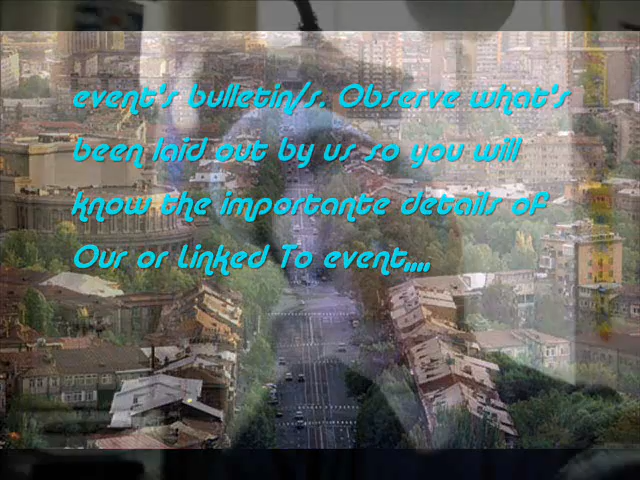 event's bulletin/s. Observe what's
been laid out by us so you will
know the importante details of
Our or Linked To event,,,,